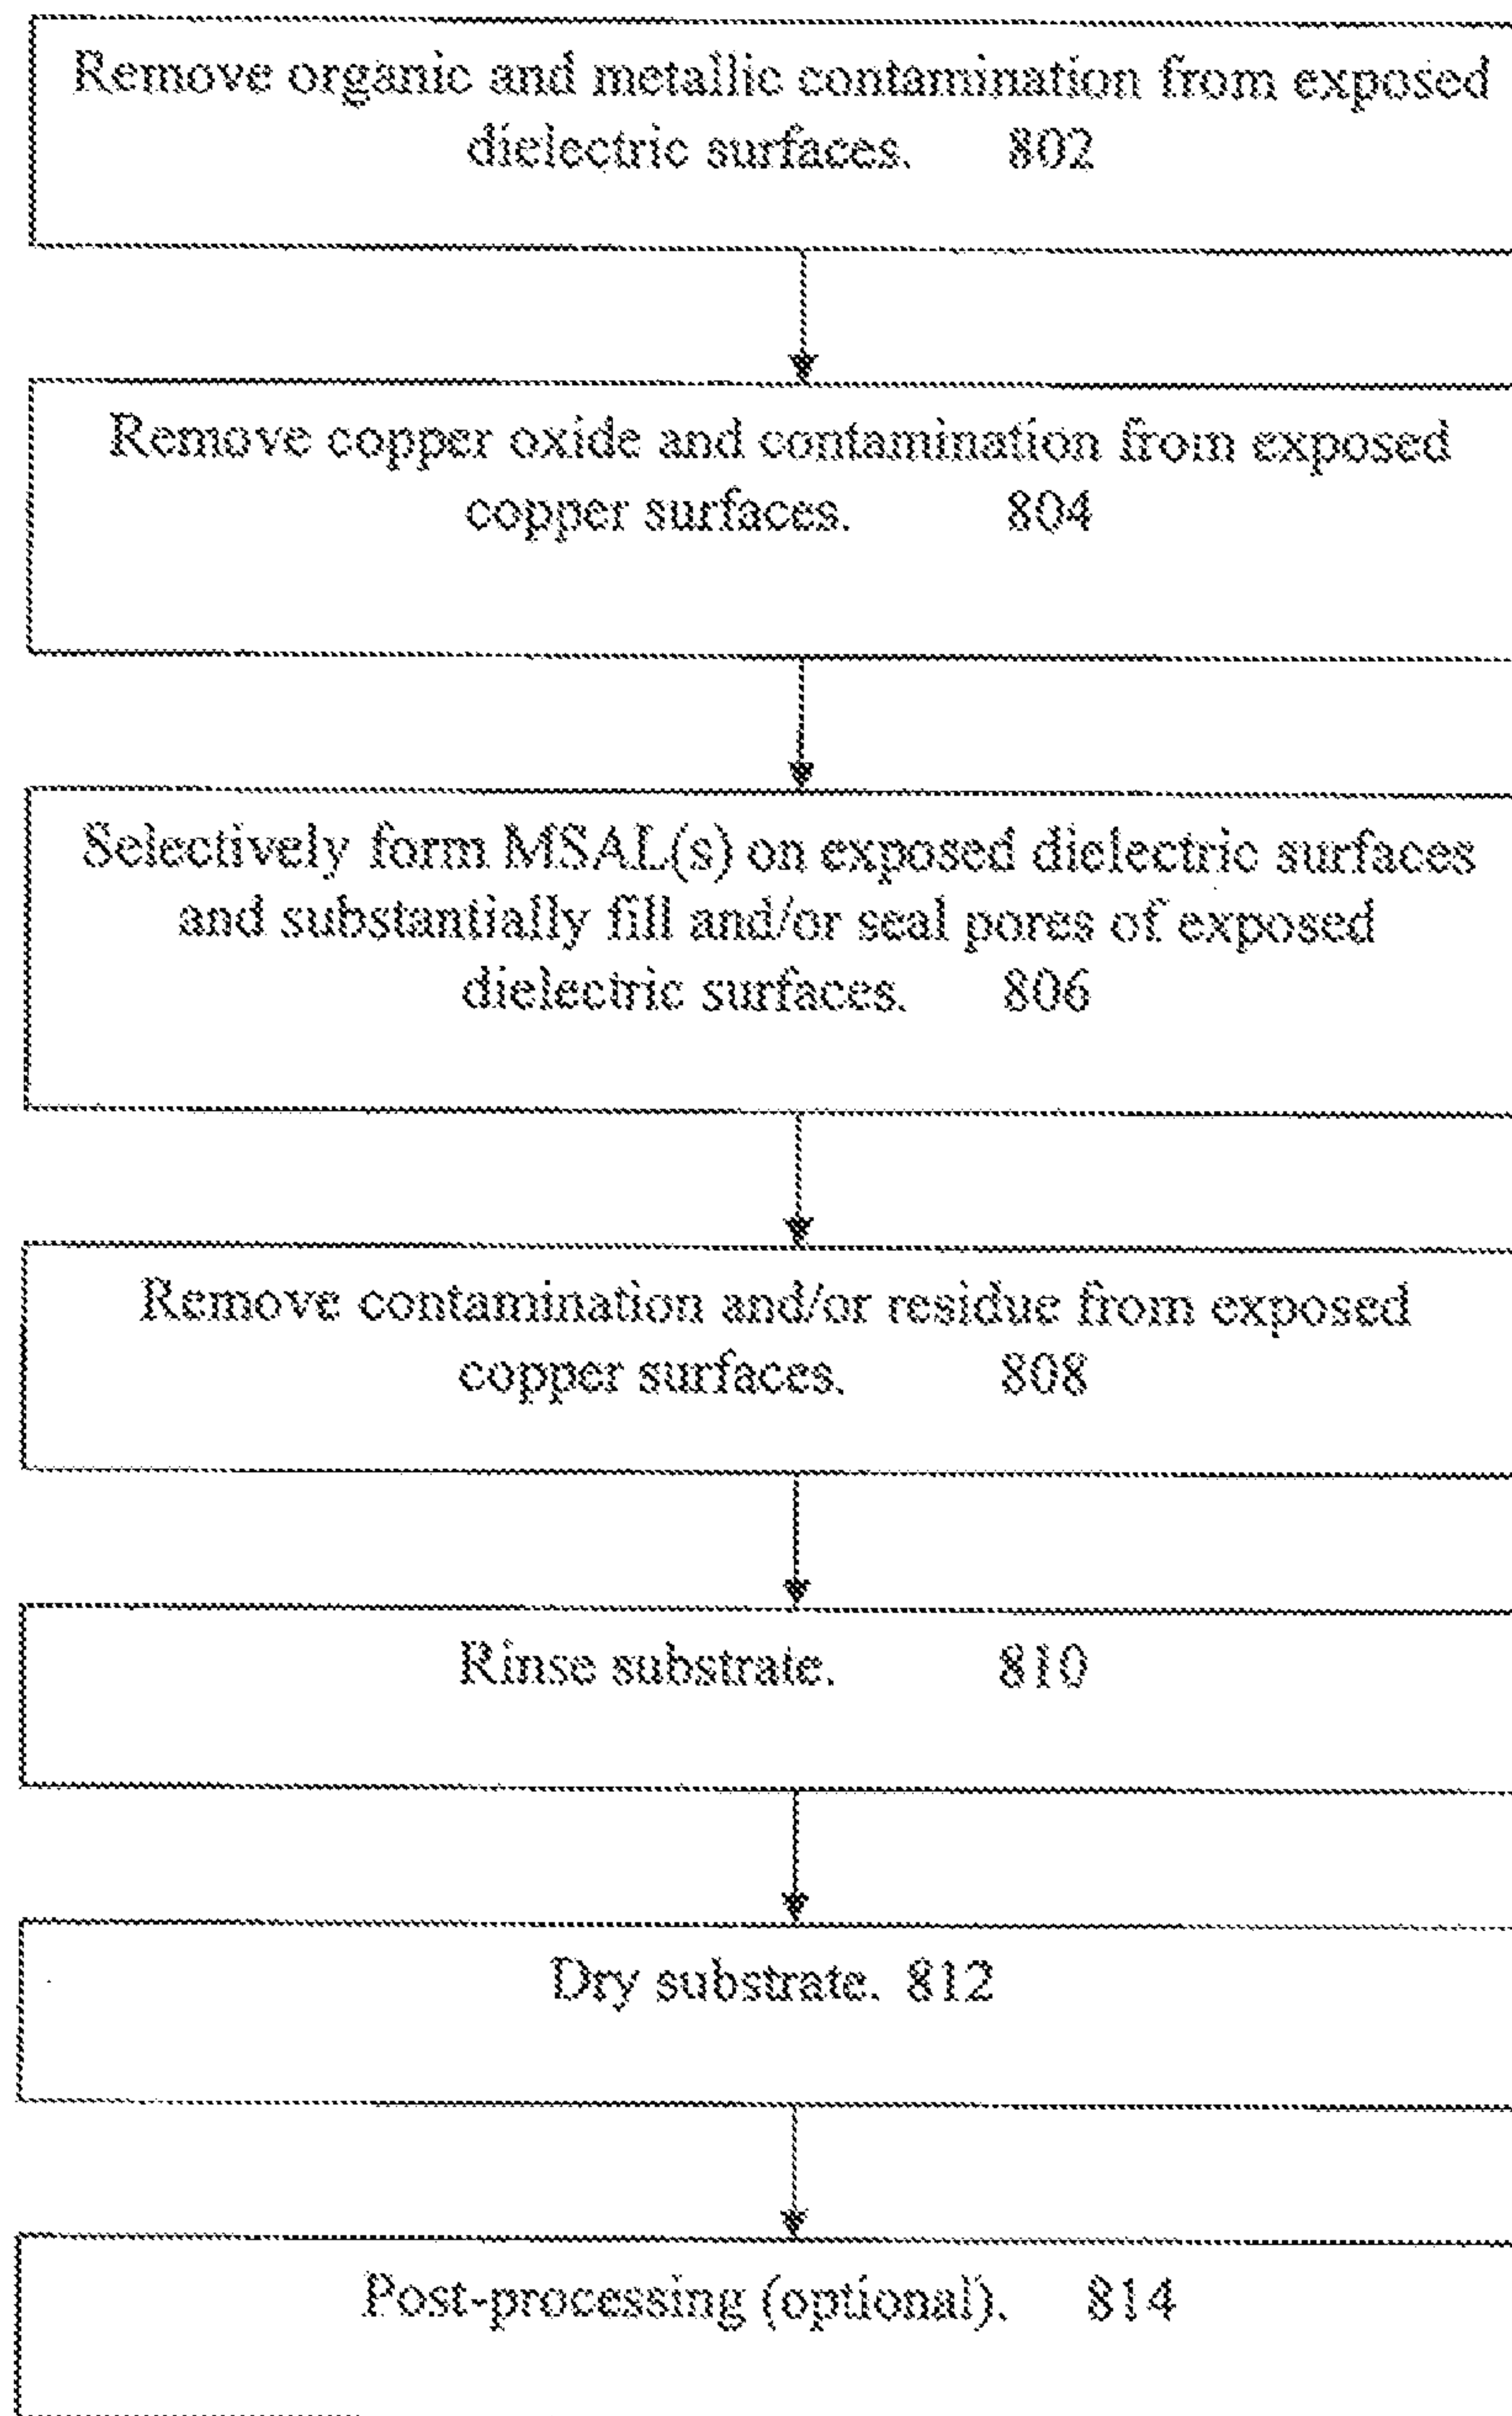 Remove organic and metallic contamination from exposed
dielectric surfaces. 802
Remove copper oxide and contamination from exposed
copper surfaces. 804
Selectively form MSAL(s) on exposed dielectric surfaces
and substantially fill and/or seal pores of exposed
dielectric surfaces. 806
Remove contamination and/or residue from exposed
copper surfaces. 808
Rinse substrate. 810
Dry substrate. 812
Post-processing (optional). 814